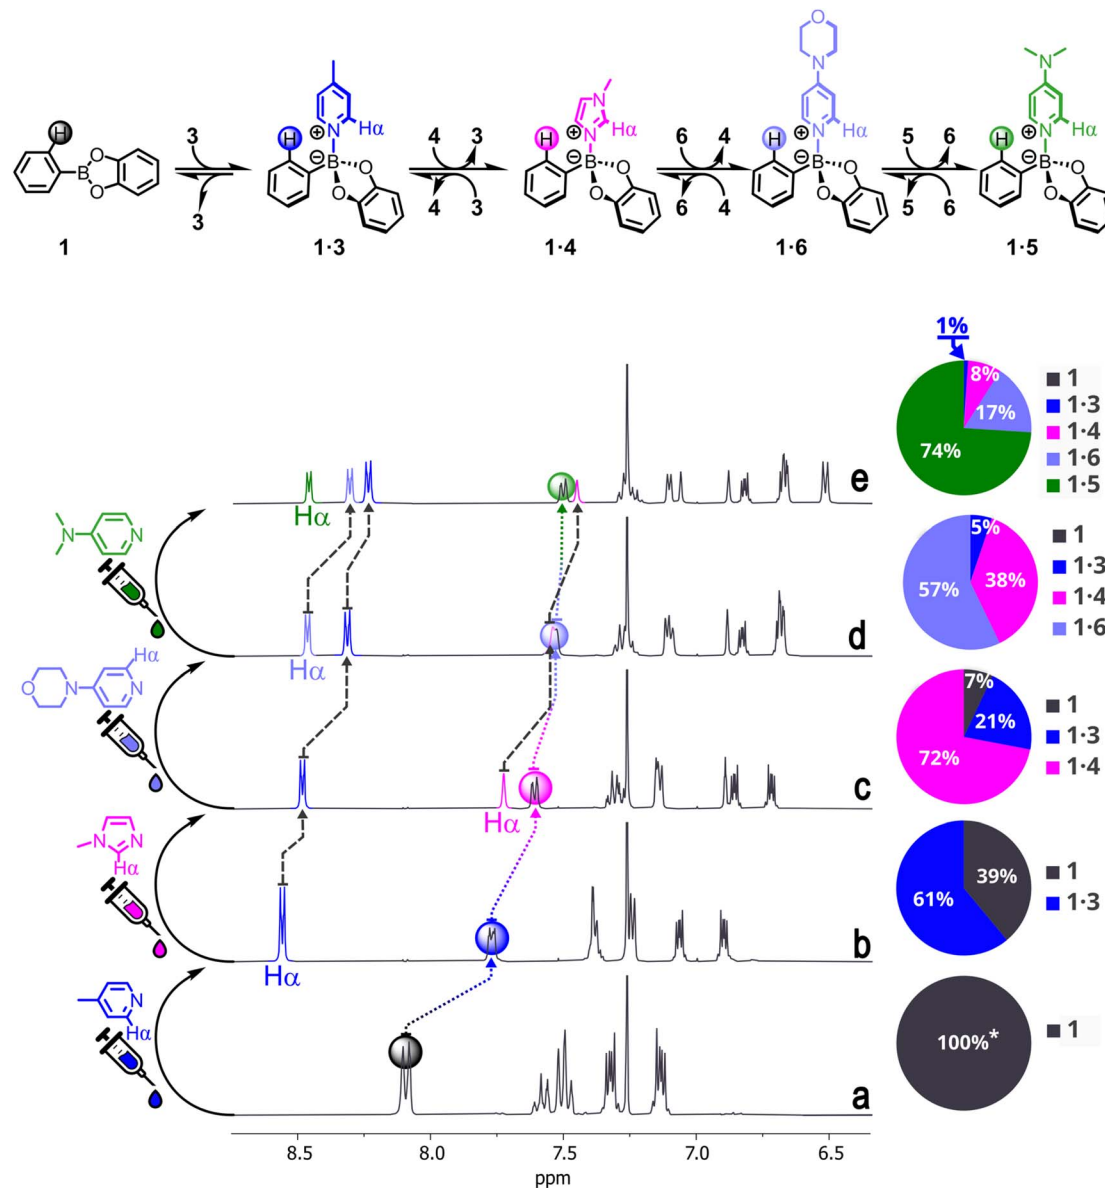 O
N
N
N
N
H
3
H
Hα
4 3
H
Hα
6 4
H
Hα
5 6
H
Hα
B
O
O
N
B
O
O
N
B
O
O
N
B
O
O
N
B
O
O
3
4 3
6 4
5 6
1
1·3
1·4
1·6
1·5
1%
8%
17%
74%
1
1·3
1·4
1·6
1·5
Hα
e
N
N
5%
38%
57%
1
1·3
1·4
1·6
Hα
d
Hα
O
N
N
7%
21%
72%
1
1·3
1·4
Hα
c
N
N
Hα
39%
61%
1
1·3
Hα
b
N
Hα
100%*
1
a
8.5 8.0 7.5 7.0 6.5
ppm